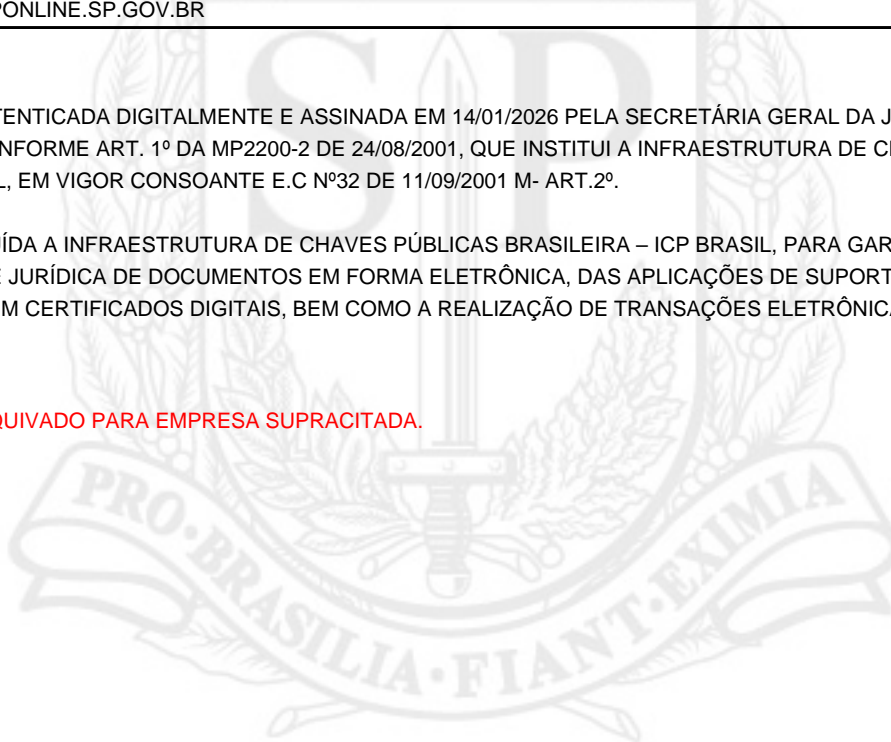 PONLINE.SP.GOV.BR
TENTICADA DIGITALMENTE E ASSINADA EM 14/01/2026 PELA SECRETÁRIA GERAL DA J
NFORME ART. 1º DA MP2200-2 DE 24/08/2001, QUE INSTITUI A INFRAESTRUTURA DE C
L, EM VIGOR CONSOANTE E.C Nº32 DE 11/09/2001 M- ART.2º.
ÍDA A INFRAESTRUTURA DE CHAVES PÚBLICAS BRASILEIRA – ICP BRASIL, PARA GAR
E JURÍDICA DE DOCUMENTOS EM FORMA ELETRÔNICA, DAS APLICAÇÕES DE SUPORT
M CERTIFICADOS DIGITAIS, BEM COMO A REALIZAÇÃO DE TRANSAÇÕES ELETRÔNICA
QUIVADO PARA EMPRESA SUPRACITADA.
S P
PRO·BRASILIA·FIANT·EXIMIA